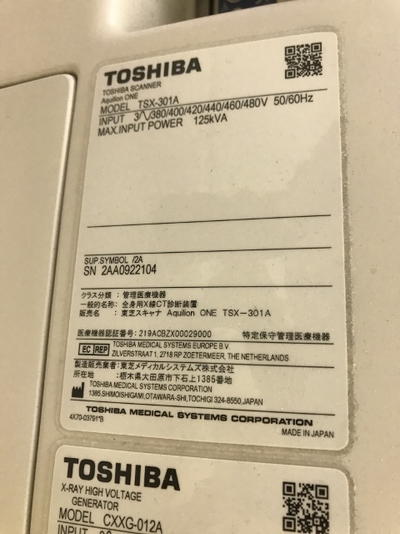 TOSHIBA
TOSHIBA SCANNER
Aquilion ONE
MODEL TSX-301A
INPUT 3/\/380/400/420/440/460/480V 50/60Hz
MAX.INPUT POWER 125kVA
SUP.SYMBOL /2A
SN 2AA0922104
クラス分類：管理医療機器
一般的名称：全身用X線CT診断装置
販売名：東芝スキャナ Aquilion ONE TSX-301A
医療機器認証番号：219ACBZX00029000 特定保守管理医療機器
EC REP TOSHIBA MEDICAL SYSTEMS EUROPE B.V.
ZILVERSTRAAT 1, 2718 RP ZOETERMEER, THE NETHERLANDS
製造販売業者：東芝メディカルシステムズ株式会社
所在地：栃木県大田原市下石上1385番地
TOSHIBA MEDICAL SYSTEMS CORPORATION
1385,SHIMOISHIGAMI,OTAWARA-SHI,TOCHIGI 324-8550,JAPAN
TOSHIBA MEDICAL SYSTEMS CORPORATION
4X70-03791*B MADE IN JAPAN
TOSHIBA
X-RAY HIGH VOLTAGE
GENERATOR
MODEL CXXG-012A
INPUT